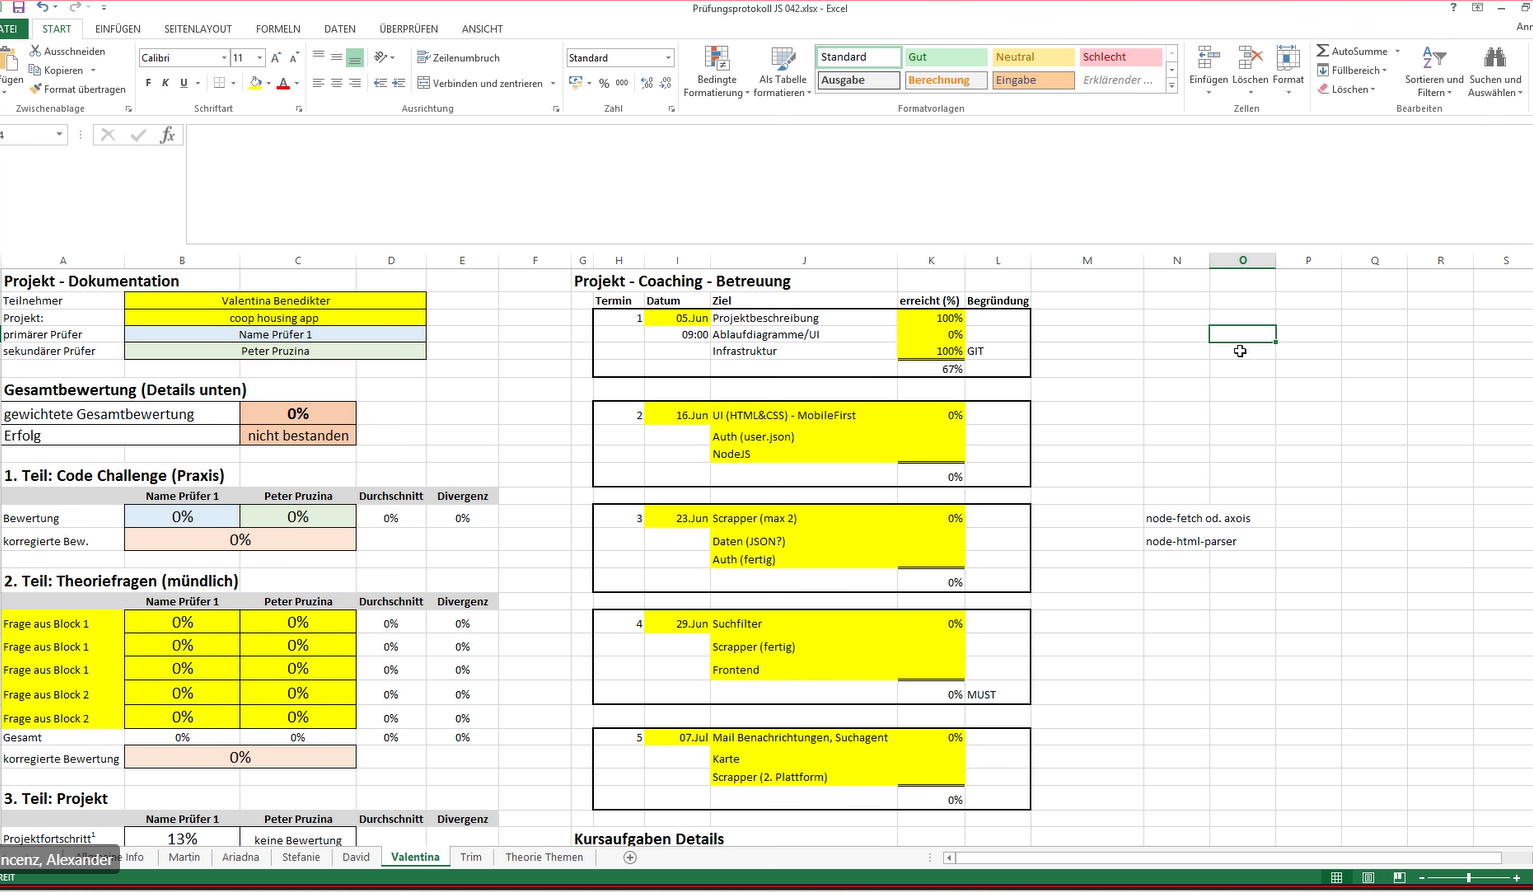 Prüfungsprotokoll JS 042.xlsx - Excel
START EINFÜGEN SEITENLAYOUT FORMELN DATEN ÜBERPRÜFEN ANSICHT
Ausschneiden
Kopieren
Format übertragen
Zwischenablage
Calibri 11
F K U
Schriftart
Zeilenumbruch
Verbinden und zentrieren
Ausrichtung
Standard
% 000
Zahl
Bedingte Formatierung
Als Tabelle formatieren
Standard Gut Neutral Schlecht
Ausgabe Berechnung Eingabe Erklärender ...
Formatvorlagen
Einfügen Löschen Format
Zellen
AutoSumme
Füllbereich
Löschen
Sortieren und Filtern
Suchen und Auswählen
Bearbeiten
fx
A B C D E F G H I J K L M N O P Q R S
Projekt - Dokumentation
Teilnehmer Valentina Benedikter
Projekt: coop housing app
primärer Prüfer Name Prüfer 1
sekundärer Prüfer Peter Pruzina
Gesamtbewertung (Details unten)
gewichtete Gesamtbewertung 0%
Erfolg nicht bestanden
1. Teil: Code Challenge (Praxis)
Name Prüfer 1 Peter Pruzina Durchschnitt Divergenz
Bewertung 0% 0% 0% 0%
korregierte Bew. 0%
2. Teil: Theoriefragen (mündlich)
Name Prüfer 1 Peter Pruzina Durchschnitt Divergenz
Frage aus Block 1 0% 0% 0% 0%
Frage aus Block 1 0% 0% 0% 0%
Frage aus Block 1 0% 0% 0% 0%
Frage aus Block 2 0% 0% 0% 0%
Frage aus Block 2 0% 0% 0% 0%
Gesamt 0% 0% 0% 0%
korregierte Bewertung 0%
3. Teil: Projekt
Name Prüfer 1 Peter Pruzina Durchschnitt Divergenz
Projektfortschritt¹ 13% keine Bewertung
Projekt - Coaching - Betreuung
Termin Datum Ziel erreicht (%) Begründung
1 05.Jun Projektbeschreibung 100%
09:00 Ablaufdiagramme/UI 0%
Infrastruktur 100% GIT
67%
2 16.Jun UI (HTML&CSS) - MobileFirst 0%
Auth (user.json)
NodeJS
0%
3 23.Jun Scrapper (max 2) 0%
Daten (JSON?)
Auth (fertig)
0%
4 29.Jun Suchfilter 0%
Scrapper (fertig)
Frontend
0% MUST
5 07.Jul Mail Benachrichtungen, Suchagent 0%
Karte
Scrapper (2. Plattform)
0%
Kursaufgaben Details
node-fetch od. axois
node-html-parser
ncenz, Alexander
Info Martin Ariadna Stefanie David Valentina Trim Theorie Themen